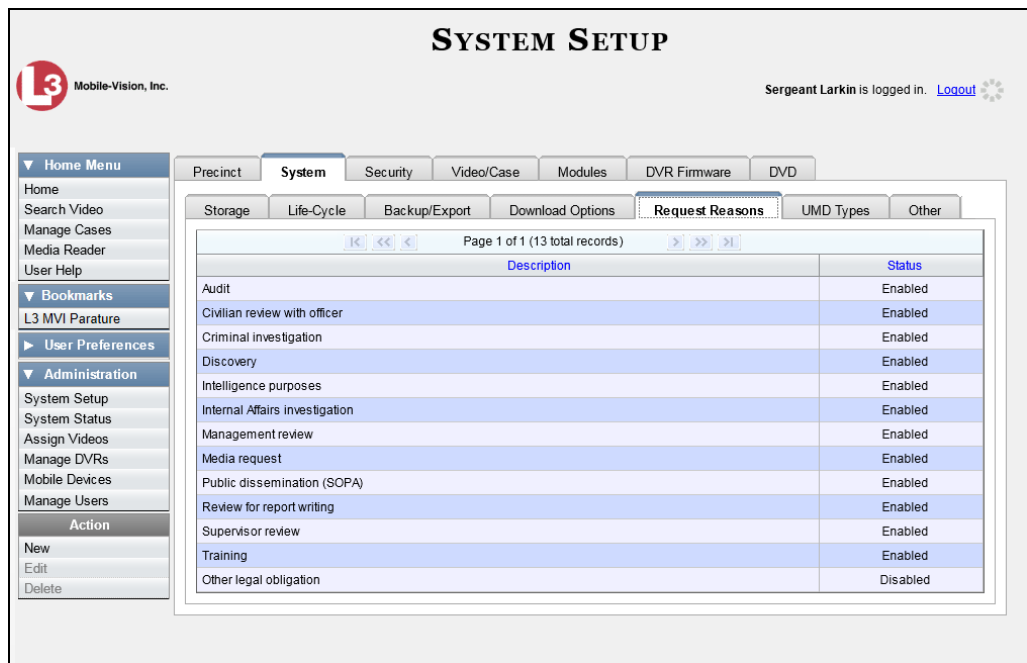 SYSTEM SETUP
L3 Mobile-Vision, Inc.
Sergeant Larkin is logged in. Logout
▼ Home Menu
Home
Search Video
Manage Cases
Media Reader
User Help
▼ Bookmarks
L3 MVI Parature
► User Preferences
▼ Administration
System Setup
System Status
Assign Videos
Manage DVRs
Mobile Devices
Manage Users
Action
New
Edit
Delete
Precinct System Security Video/Case Modules DVR Firmware DVD
Storage Life-Cycle Backup/Export Download Options Request Reasons UMD Types Other
|< << < Page 1 of 1 (13 total records) > >> >|
Description Status
Audit Enabled
Civilian review with officer Enabled
Criminal investigation Enabled
Discovery Enabled
Intelligence purposes Enabled
Internal Affairs investigation Enabled
Management review Enabled
Media request Enabled
Public dissemination (SOPA) Enabled
Review for report writing Enabled
Supervisor review Enabled
Training Enabled
Other legal obligation Disabled